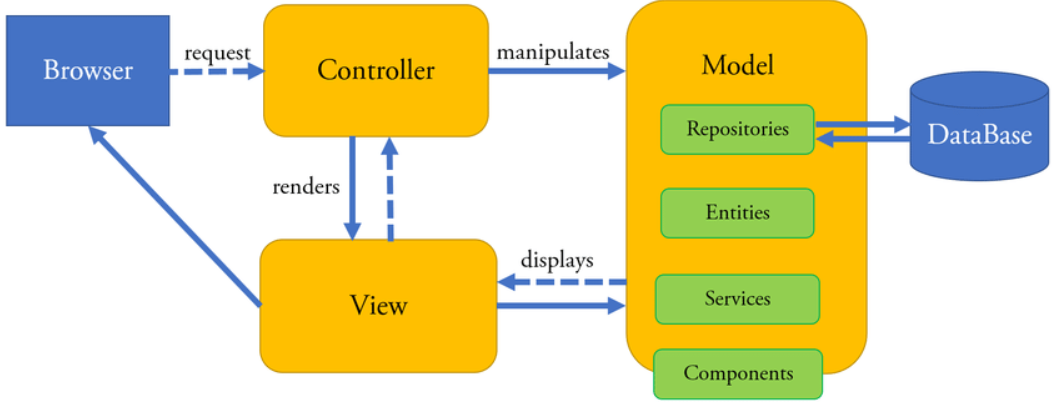 Browser
request
Controller
manipulates
Model
Repositories
DataBase
renders
Entities
displays
View
Services
Components